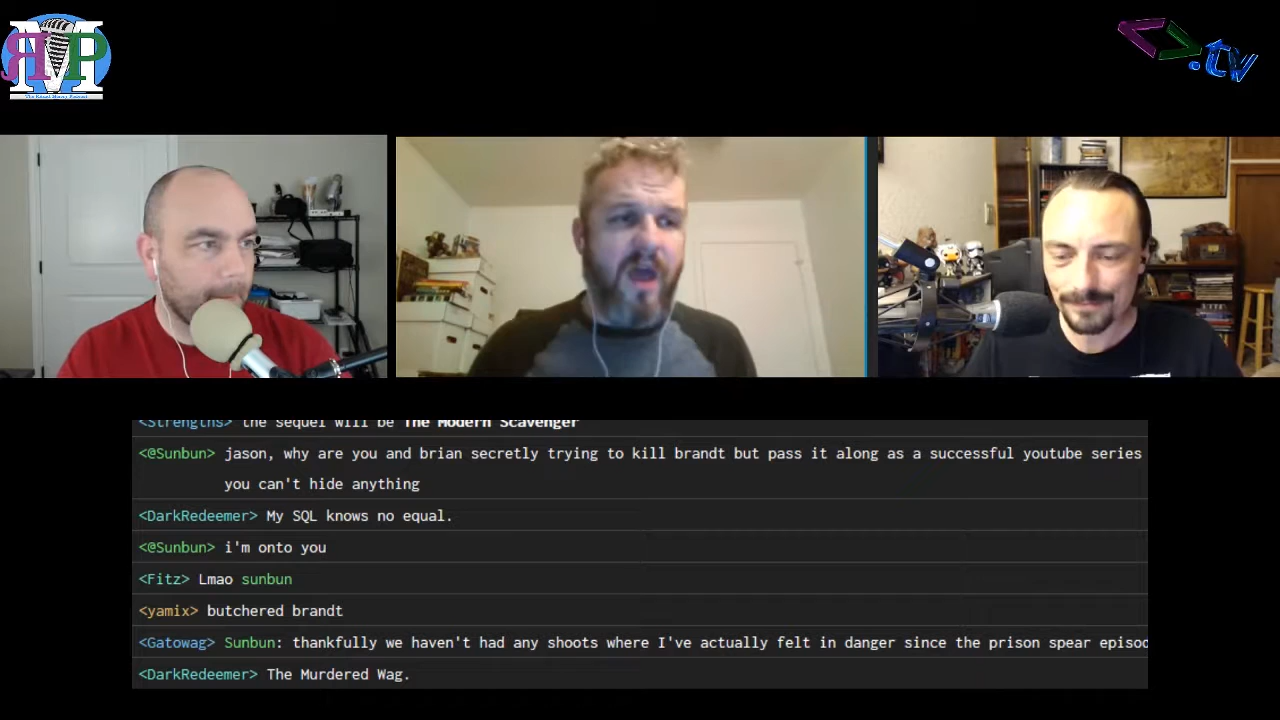 RMP
.tv
<Strengths> the sequel will be The Modern Scavenger
<@Sunbun> jason, why are you and brian secretly trying to kill brandt but pass it along as a successful youtube series
you can't hide anything
<DarkRedeemer> My SQL knows no equal.
<@Sunbun> i'm onto you
<Fitz> Lmao sunbun
<yamix> butchered brandt
<Gatowag> Sunbun: thankfully we haven't had any shoots where I've actually felt in danger since the prison spear episod
<DarkRedeemer> The Murdered Wag.